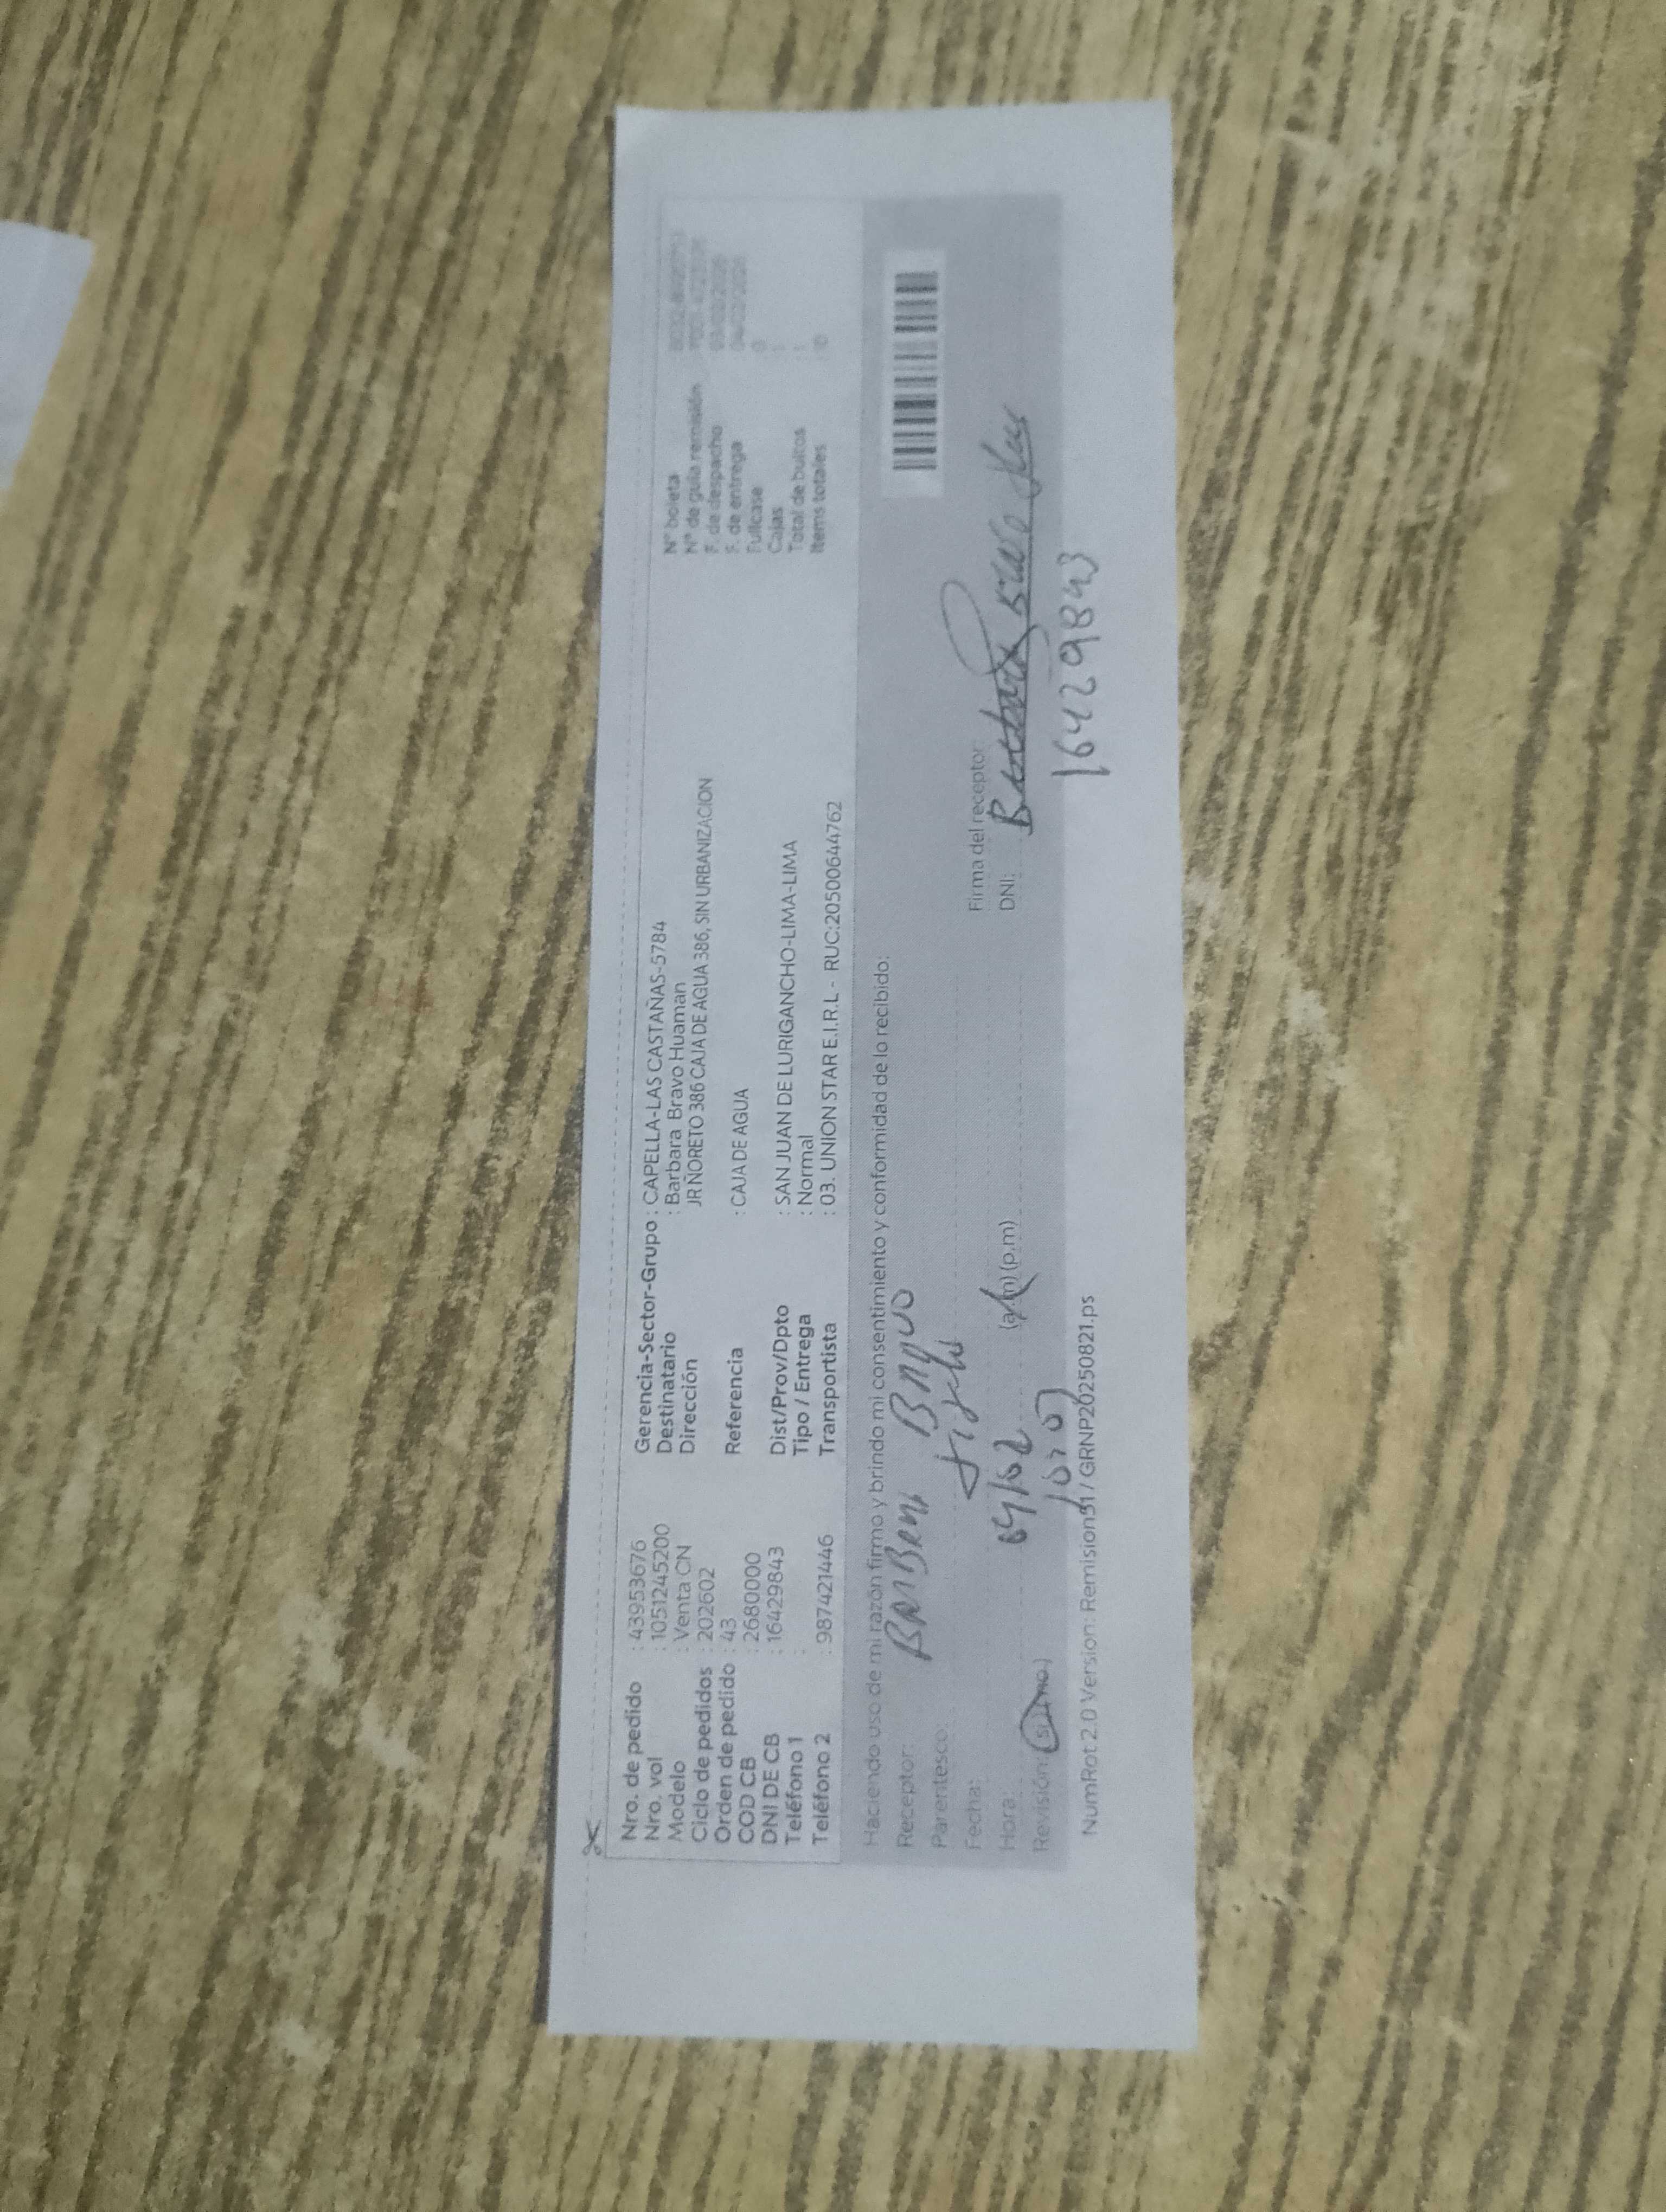 Nro. de pedido : 43953676
Nro. vol : 1051245200
Modelo : Venta CN
Ciclo de pedidos : 202602
Orden de pedido : 43
COD CB : 2680000
DNI DE CB : 16429843
Teléfono 1 :
Teléfono 2 : 987421446
Gerencia-Sector-Grupo : CAPELLA-LAS CASTAÑAS-5784
Destinatario : Barbara Bravo Huaman
Dirección JRÑORETO 386 CAJA DE AGUA 386, SIN URBANIZACION
Referencia : CAJA DE AGUA
Dist/Prov/Dpto : SAN JUAN DE LURIGANCHO-LIMA-LIMA
Tipo / Entrega : Normal
Transportista : 03. UNION STAR E.I.R.L - RUC:20500644762
N° boleta
N° de guía remisión
F. de despacho
F. de entrega
Fullcase 0
Cajas 1
Total de bultos 1
Items totales
Haciendo uso de mi razón firmo y brindo mi consentimiento y conformidad de lo recibido:
Receptor: BARBARA BRAVO
Parentesco:
Fecha: 04/02
Hora: (a.m) (p.m)
Revisión: (si) (no)
Firma del receptor:
DNI:
16429843
NumRot 2.0 Version: Remision31 / GRNP20250821.ps